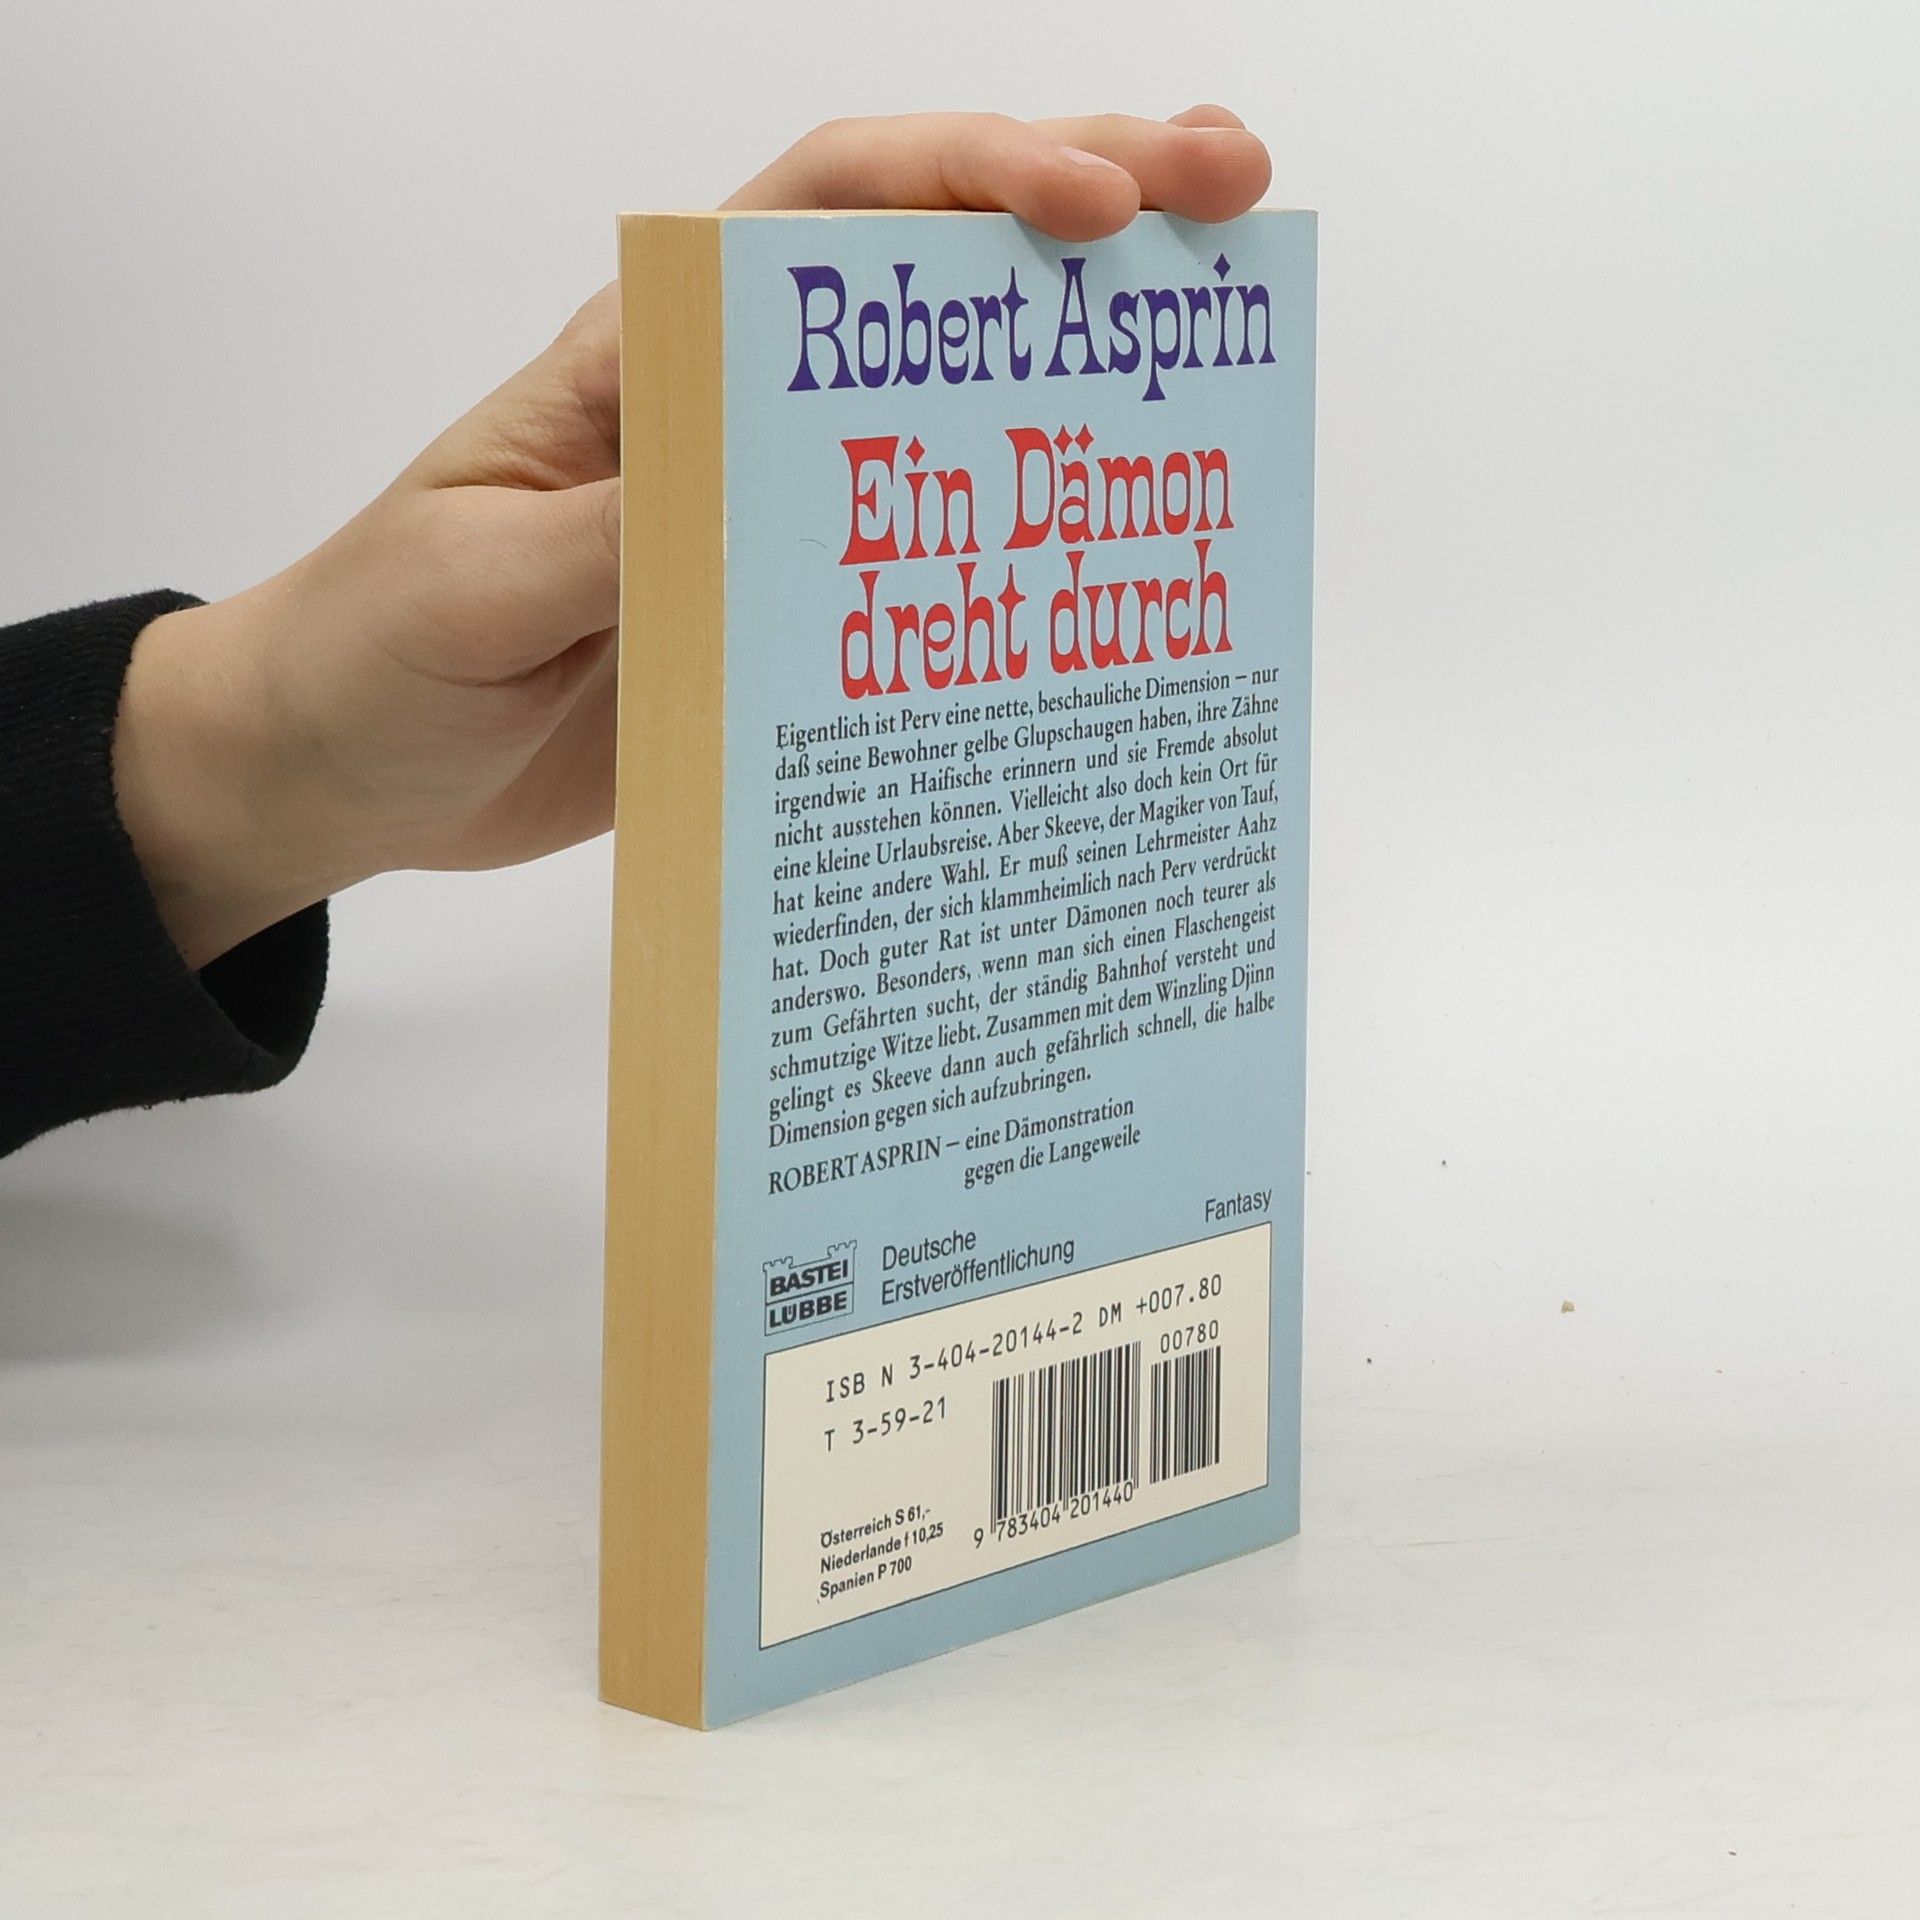 Robert Asprin
Ein Dämon
dreht durch
Eigentlich ist Perv eine nette, beschauliche Dimension – nur
daß seine Bewohner gelbe Glupschaugen haben, ihre Zähne
irgendwie an Haifische erinnern und sie Fremde absolut
nicht ausstehen können. Vielleicht also doch kein Ort für
eine kleine Urlaubsreise. Aber Skeeve, der Magiker von Tauf,
hat keine andere Wahl. Er muß seinen Lehrmeister Aahz
wiederfinden, der sich klammheimlich nach Perv verdrückt
hat. Doch guter Rat ist unter Dämonen noch teurer als
anderswo. Besonders, wenn man sich einen Flaschengeist
zum Gefährten sucht, der ständig Bahnhof versteht und
schmutzige Witze liebt. Zusammen mit dem Winzling Djinn
gelingt es Skeeve dann auch gefährlich schnell, die halbe
Dimension gegen sich aufzubringen.
ROBERT ASPRIN – eine Dämonstration
gegen die Langeweile
Fantasy
BASTEI
LÜBBE
Deutsche
Erstveröffentlichung
ISB N 3-404-20144-2 DM +007.80
T 3-59-21
00780
Österreich S 61,-
Niederlande f 10,25
Spanien P 700
9 783404 201440